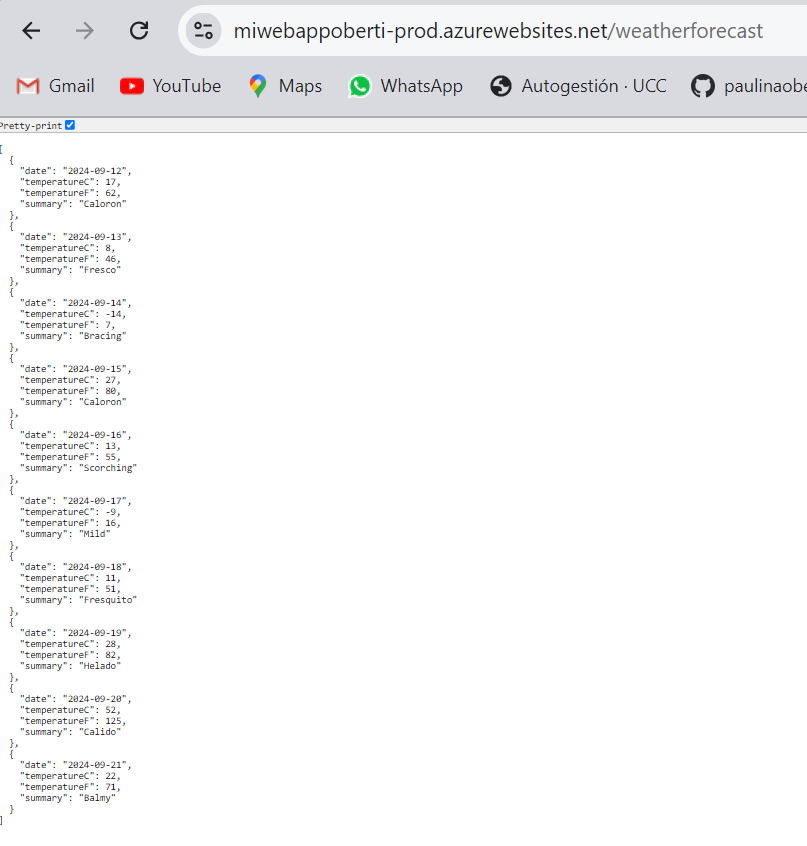 miwebappoberti-prod.azurewebsites.net/weatherforecast
Gmail YouTube Maps WhatsApp Autogestión · UCC paulinaobe
Pretty-print
[
  {
    "date": "2024-09-12",
    "temperatureC": 17,
    "temperatureF": 62,
    "summary": "Caloron"
  },
  {
    "date": "2024-09-13",
    "temperatureC": 8,
    "temperatureF": 46,
    "summary": "Fresco"
  },
  {
    "date": "2024-09-14",
    "temperatureC": -14,
    "temperatureF": 7,
    "summary": "Bracing"
  },
  {
    "date": "2024-09-15",
    "temperatureC": 27,
    "temperatureF": 80,
    "summary": "Caloron"
  },
  {
    "date": "2024-09-16",
    "temperatureC": 13,
    "temperatureF": 55,
    "summary": "Scorching"
  },
  {
    "date": "2024-09-17",
    "temperatureC": -9,
    "temperatureF": 16,
    "summary": "Mild"
  },
  {
    "date": "2024-09-18",
    "temperatureC": 11,
    "temperatureF": 51,
    "summary": "Fresquito"
  },
  {
    "date": "2024-09-19",
    "temperatureC": 28,
    "temperatureF": 82,
    "summary": "Helado"
  },
  {
    "date": "2024-09-20",
    "temperatureC": 52,
    "temperatureF": 125,
    "summary": "Calido"
  },
  {
    "date": "2024-09-21",
    "temperatureC": 22,
    "temperatureF": 71,
    "summary": "Balmy"
  }
]